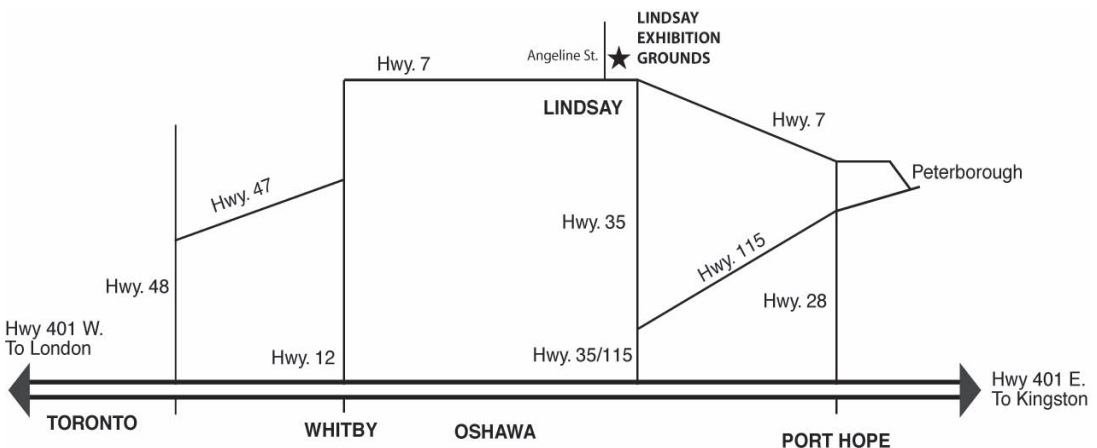 LINDSAY
EXHIBITION
GROUNDS
Angeline St.
Hwy. 7
LINDSAY
Hwy. 7
Peterborough
Hwy. 47
Hwy. 35
Hwy. 115
Hwy. 48
Hwy. 28
Hwy 401 W.
To London
Hwy. 12
Hwy. 35/115
Hwy 401 E.
To Kingston
TORONTO
WHITBY
OSHAWA
PORT HOPE